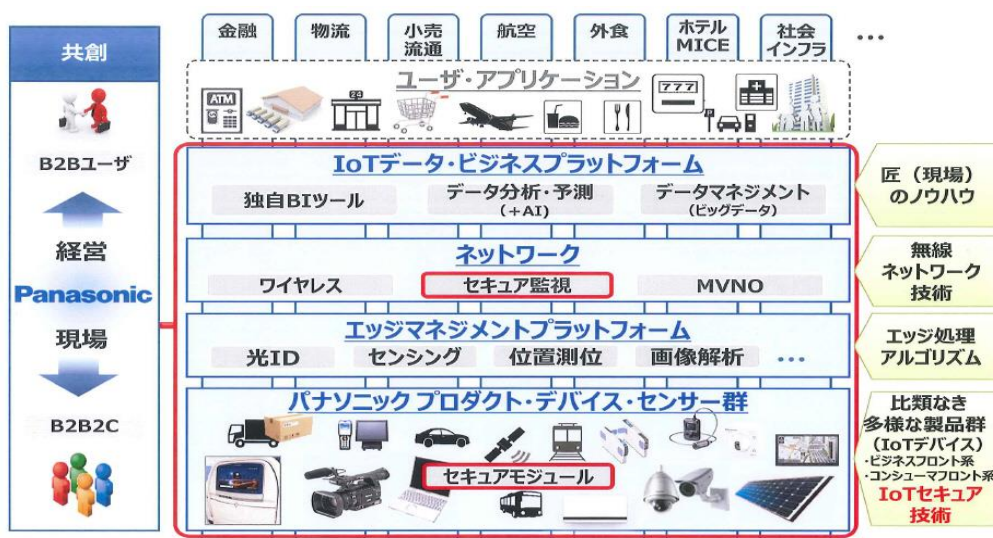 共創
B2Bユーザ
経営
Panasonic
現場
B2B2C
金融
物流
小売
流通
航空
外食
ホテル
MICE
社会
インフラ
…
ユーザ・アプリケーション
ATM
24
777
IoTデータ・ビジネスプラットフォーム
独自BIツール
データ分析・予測
(+AI)
データマネジメント
(ビッグデータ)
匠（現場）
のノウハウ
ネットワーク
ワイヤレス
セキュア監視
MVNO
無線
ネットワーク
技術
エッジマネジメントプラットフォーム
光ID
センシング
位置測位
画像解析
…
エッジ処理
アルゴリズム
パナソニック プロダクト・デバイス・センサー群
セキュアモジュール
比類なき
多様な製品群
（IoTデバイス）
・ビジネスフロント系
・コンシューマフロント系
IoTセキュア
技術